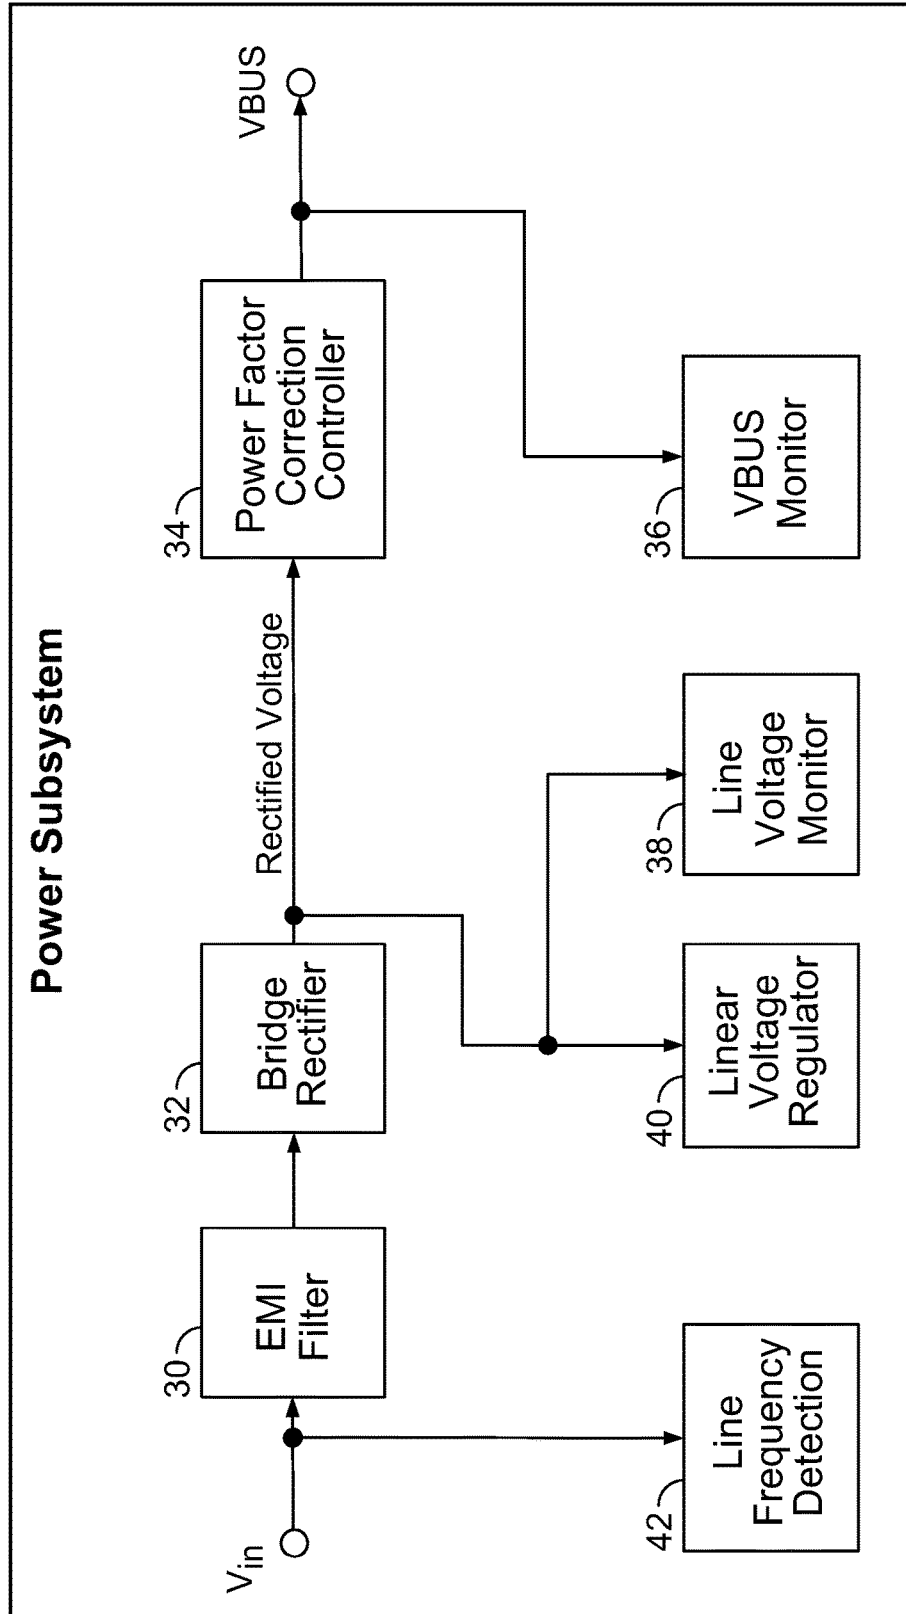 Power Subsystem
V_in
30
EMI
Filter
32
Bridge
Rectifier
Rectified Voltage
34
Power Factor
Correction
Controller
VBUS
42
Line
Frequency
Detection
40
Linear
Voltage
Regulator
38
Line
Voltage
Monitor
36
VBUS
Monitor